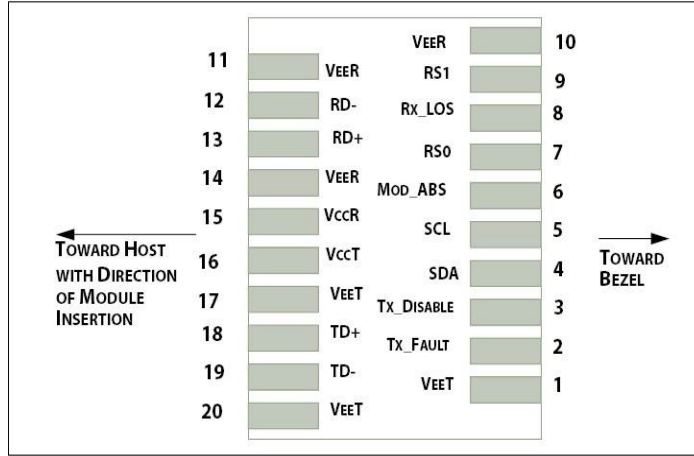 11 VEER
12 RD-
13 RD+
14 VEER
15 VCCR
16 VCCT
17 VEET
18 TD+
19 TD-
20 VEET
VEER 10
RS1 9
RX_LOS 8
RS0 7
MOD_ABS 6
SCL 5
SDA 4
TX_DISABLE 3
TX_FAULT 2
VEET 1
TOWARD HOST
WITH DIRECTION
OF MODULE
INSERTION
TOWARD
BEZEL